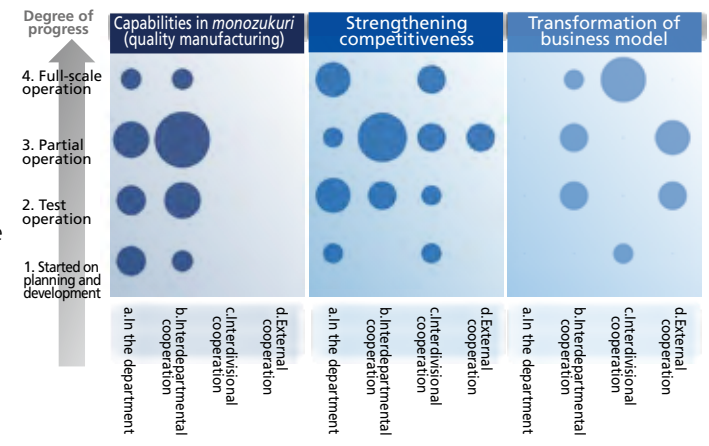 Degree of
progress
Capabilities in monozukuri
(quality manufacturing)
Strengthening
competitiveness
Transformation of
business model
4. Full-scale
operation
3. Partial
operation
2. Test
operation
e
1. Started on
planning and
development
a.In the department
b.Interdepartmental
cooperation
c.Interdivisional
cooperation
d.External
cooperation
a.In the department
b.Interdepartmental
cooperation
c.Interdivisional
cooperation
d.External
cooperation
a.In the department
b.Interdepartmental
cooperation
c.Interdivisional
cooperation
d.External
cooperation